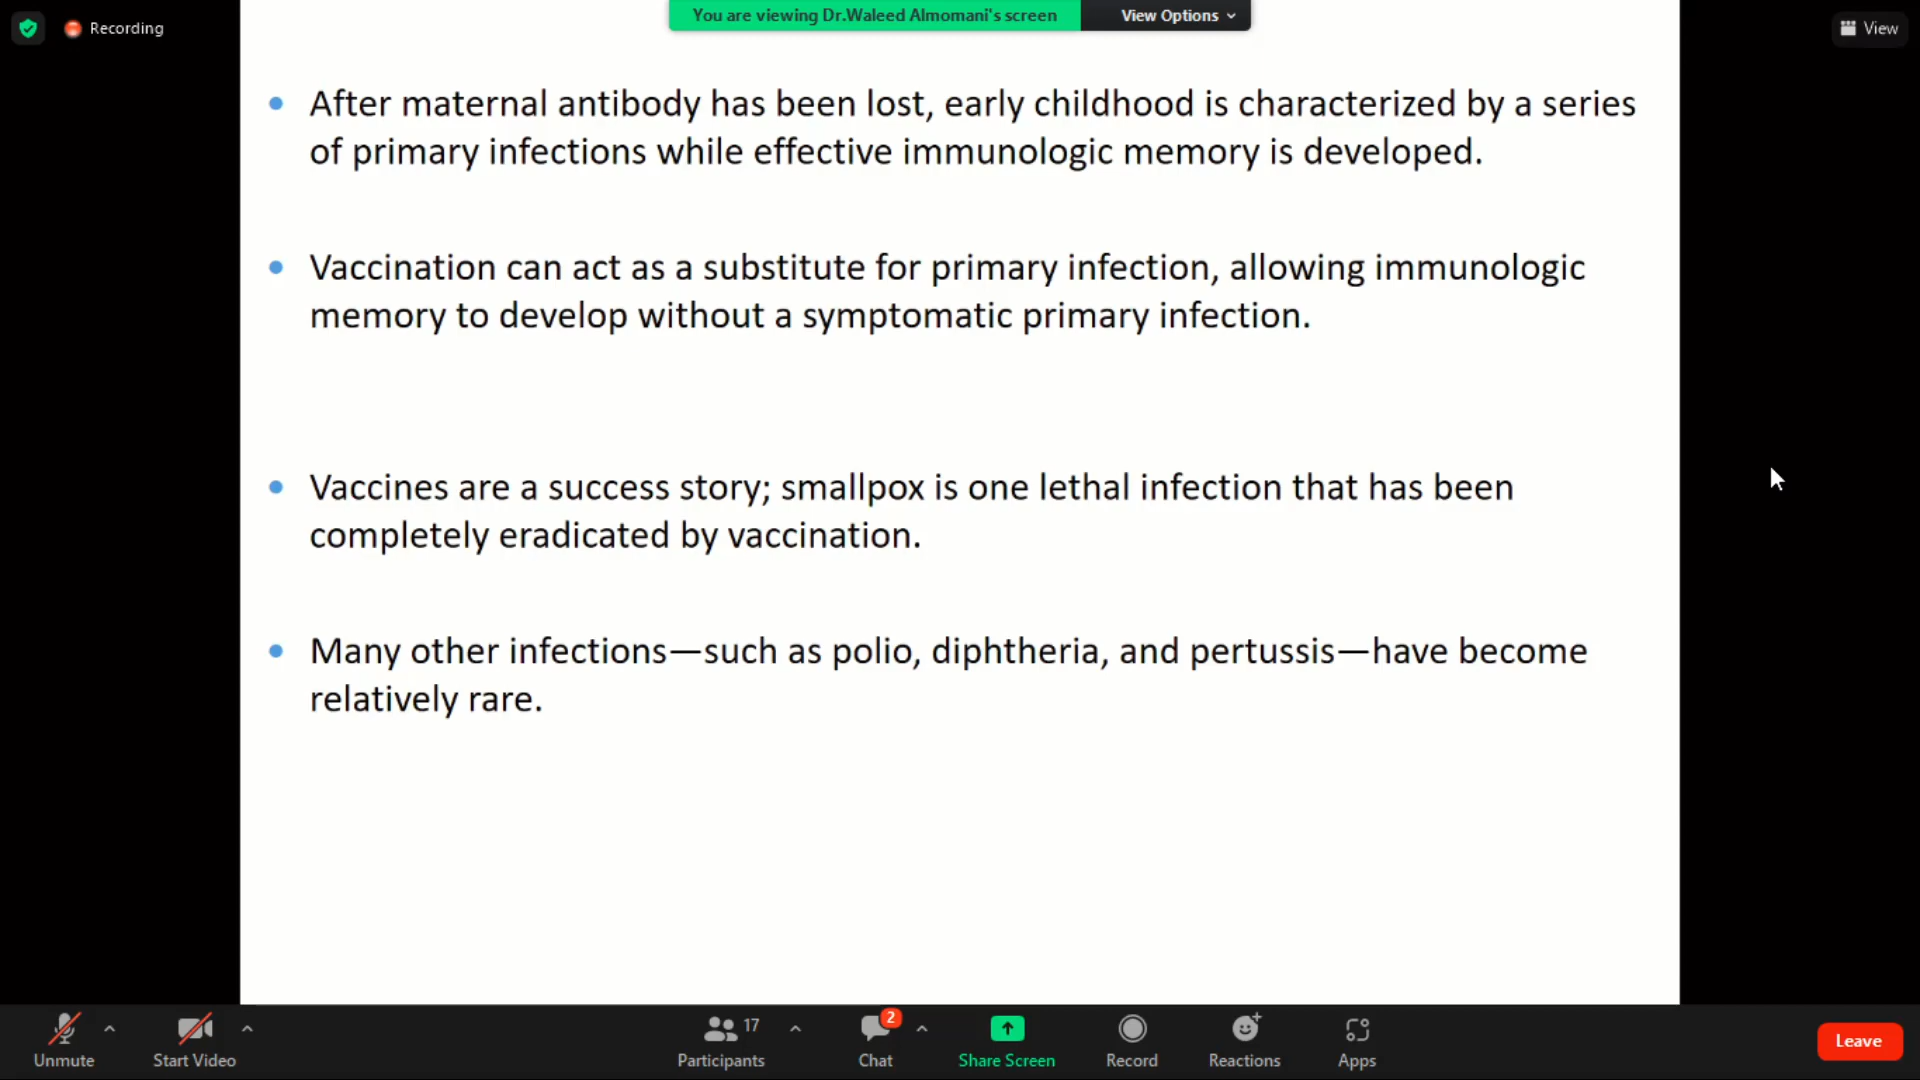 Recording
You are viewing Dr.Waleed Almomani's screen
View Options
View
After maternal antibody has been lost, early childhood is characterized by a series
of primary infections while effective immunologic memory is developed.
Vaccination can act as a substitute for primary infection, allowing immunologic
memory to develop without a symptomatic primary infection.
Vaccines are a success story; smallpox is one lethal infection that has been
completely eradicated by vaccination.
Many other infections—such as polio, diphtheria, and pertussis—have become
relatively rare.
17
2
Unmute
Start Video
Participants
Chat
Share Screen
Record
Reactions
Apps
Leave